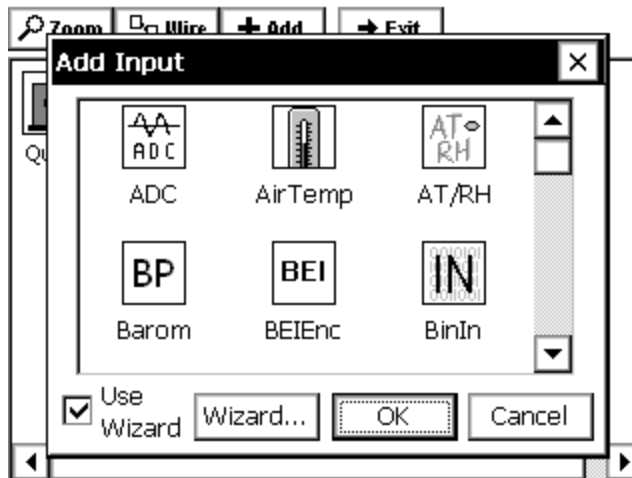 Zoom Wire Add Exit
Add Input
ADC AT RH
ADC AirTemp AT/RH
BP BEI IN
Barom BEIEnc BinIn
Use
Wizard Wizard... OK Cancel